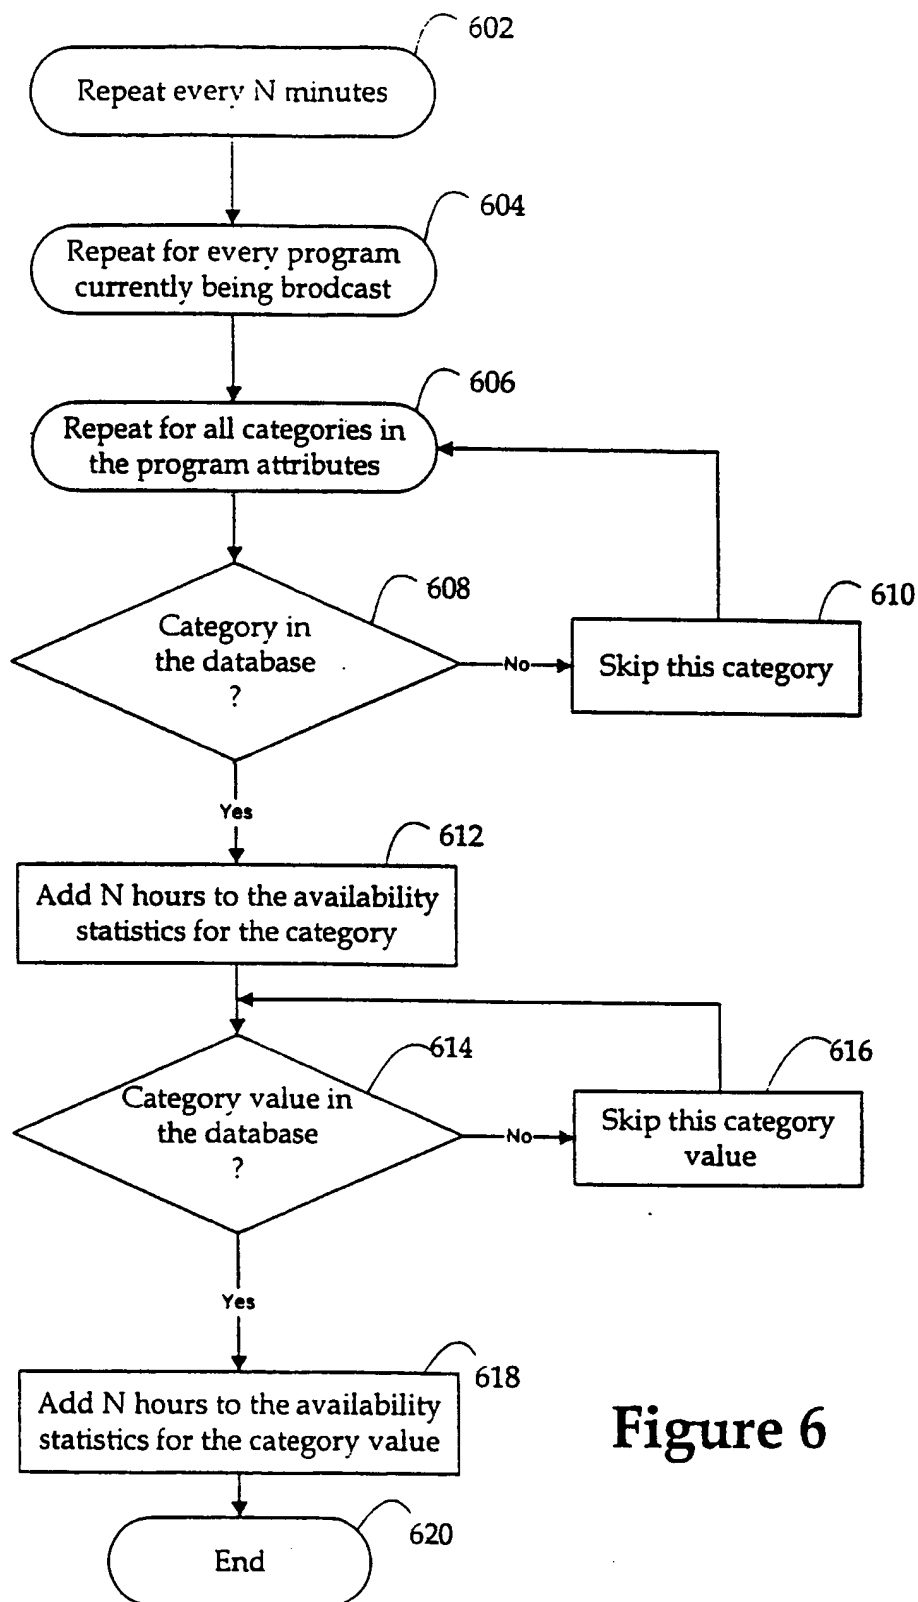 602
Repeat every N minutes
604
Repeat for every program
currently being brodcast
606
Repeat for all categories in
the program attributes
608
Category in
the database
?
No
610
Skip this category
Yes
612
Add N hours to the availability
statistics for the category
614
Category value in
the database
?
No
616
Skip this category
value
Yes
618
Add N hours to the availability
statistics for the category value
Figure 6
620
End